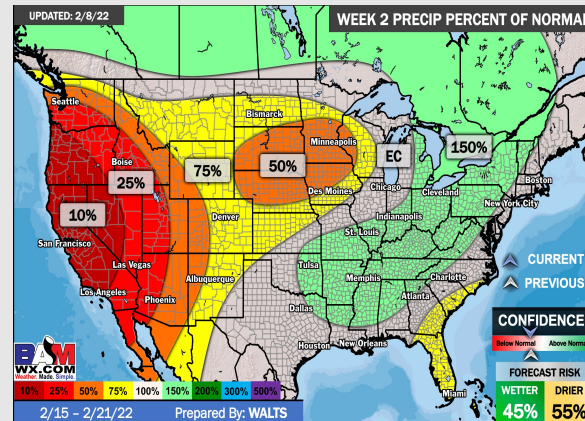 UPDATED: 2/8/22
WEEK 2 PRECIP PERCENT OF NORMA
Seattle
Bismarck
Minneapolis
150%
Boise
75%
50%
EC
25%
Boston
Des Moines
Chicago
Cleveland
10%
New York City
Denver
Indianapolis
San Francisco
St. Louis
Las Vegas
CURRENT
Tulsa
Memphis
Charlotte
Albuquerque
PREVIOUS
Los Angeles
Phoenix
Atlanta
Dallas
CONFIDENCE
Houston
New Orleans
Below Normal
Above Norma
BAM
WX.COM
Weather. Made. Simple.
FORECAST RISK
Miami
WETTER
DRIER
10% 25% 50% 75% 100% 150% 200% 300% 500%
45%
55%
2/15 – 2/21/22
Prepared By: WALTS